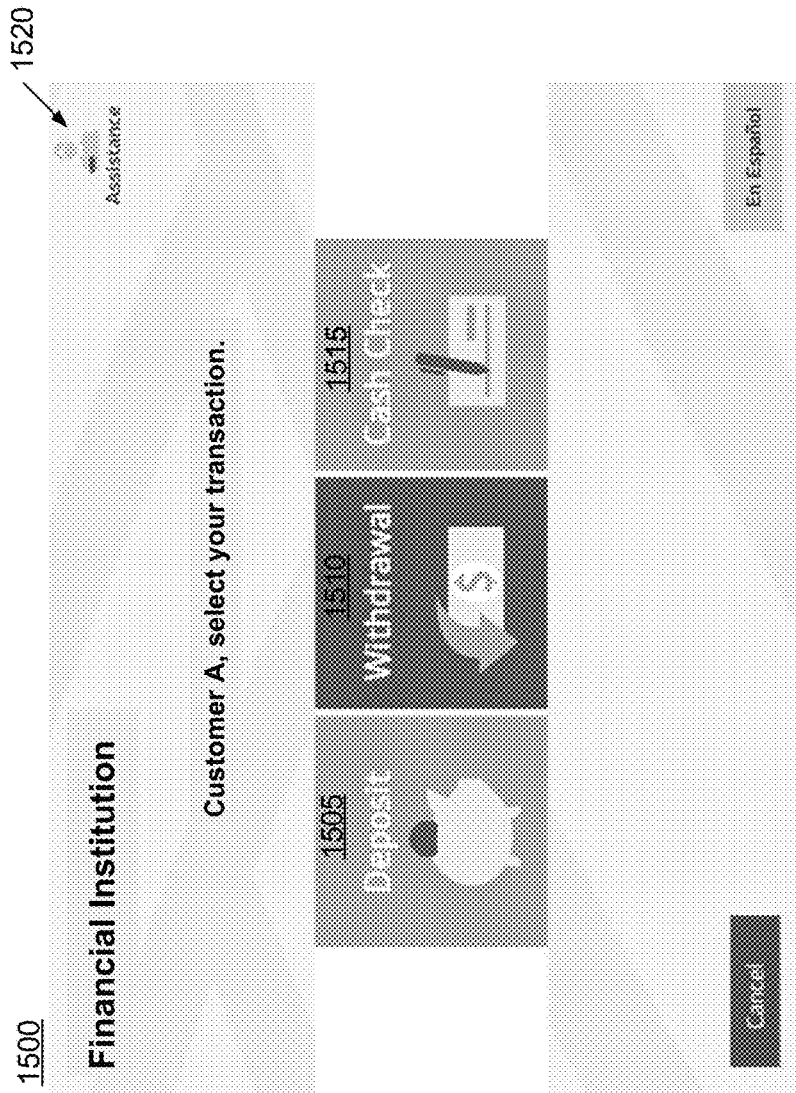 1500
1520
Financial Institution
Assistance
Customer A, select your transaction.
1505
Deposit
1510
Withdrawal
$
1515
Cash Check
Cancel
En Español